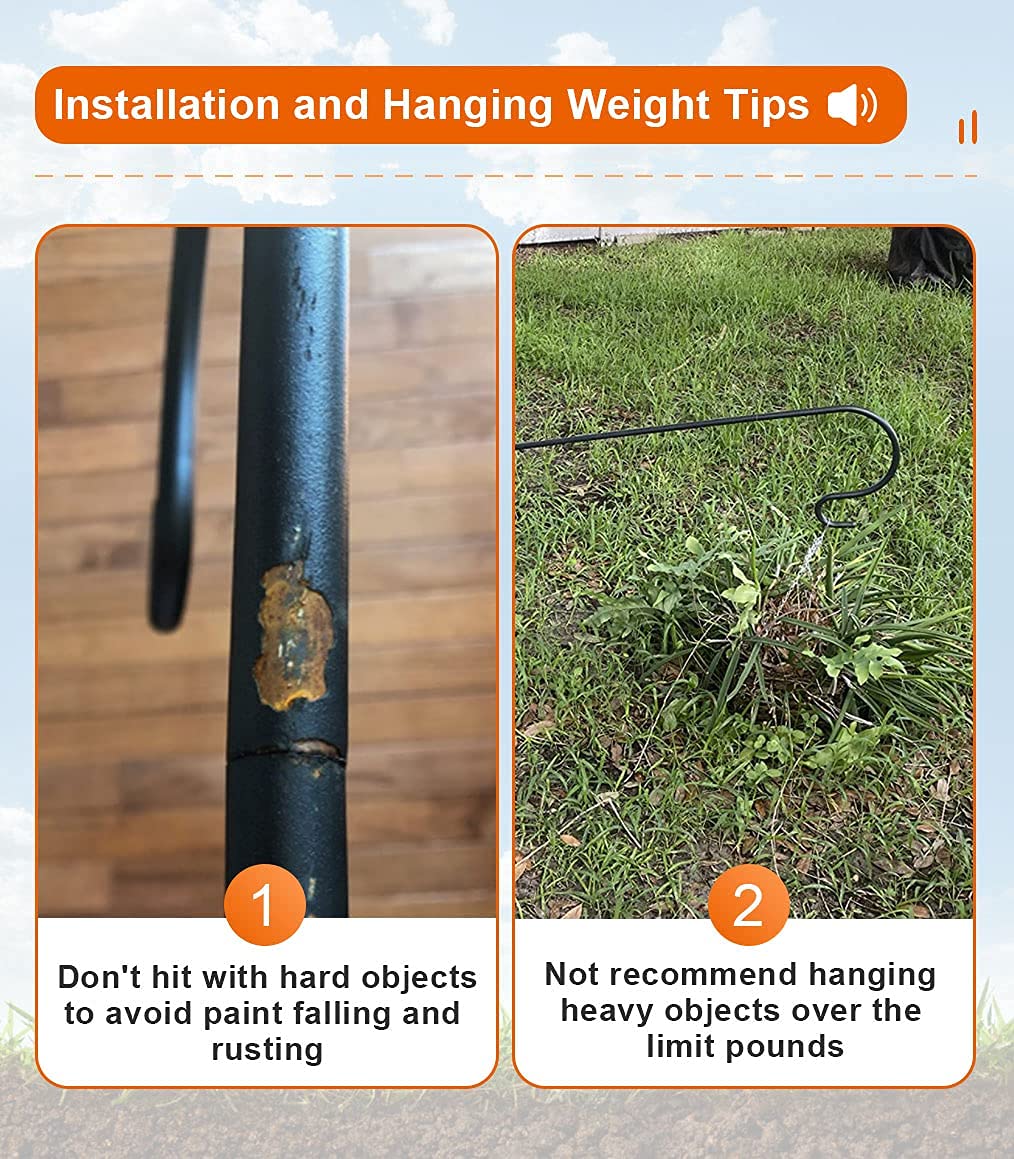 Installation and Hanging Weight Tips
1
Don't hit with hard objects
to avoid paint falling and
rusting
2
Not recommend hanging
heavy objects over the
limit pounds